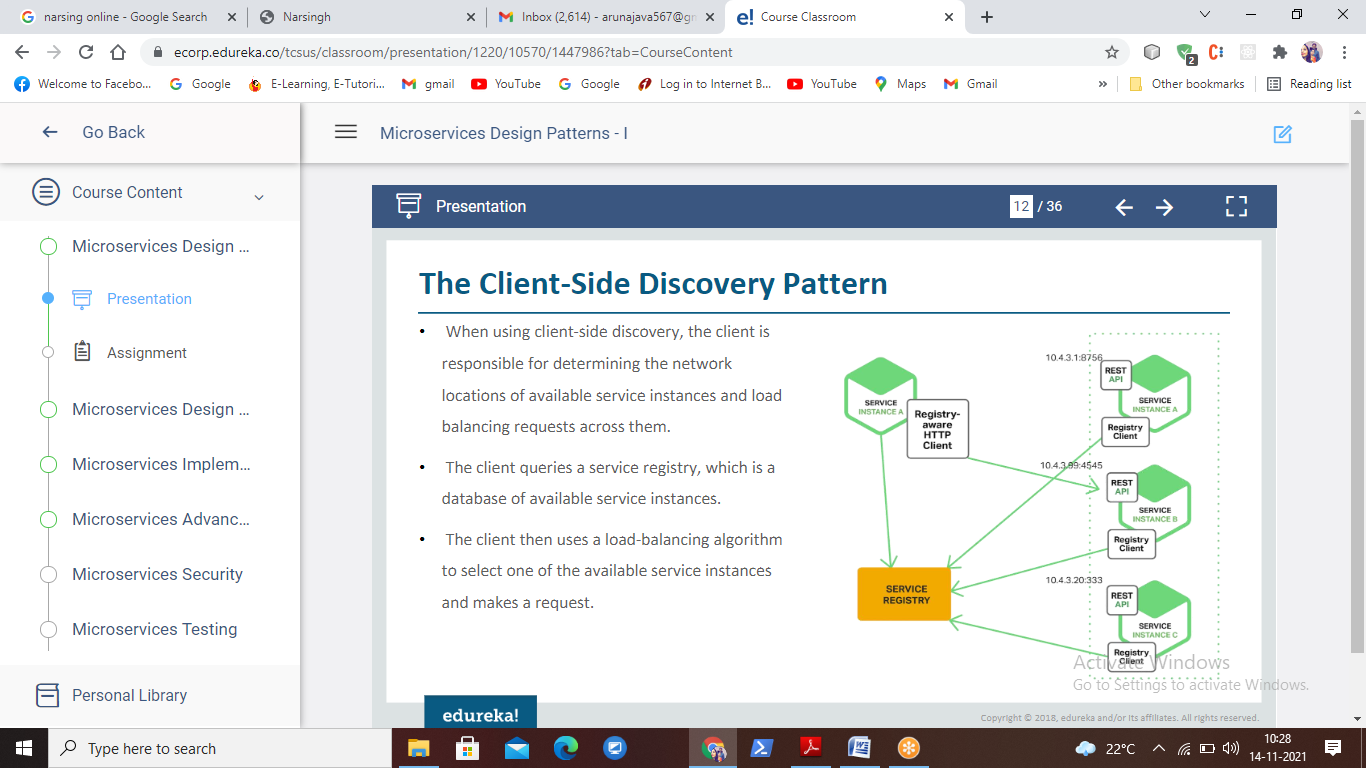 narsing online - Google Search
Narsingh
Inbox (2,614) - arunajava567@gm
Course Classroom
ecorp.edureka.co/tcsus/classroom/presentation/1220/10570/1447986?tab=CourseContent
2
Welcome to Facebo...
Google
E-Learning, E-Tutori...
gmail
YouTube
Google
Log in to Internet B...
YouTube
Maps
Gmail
»
Other bookmarks
Reading list
Go Back
Microservices Design Patterns - I
Course Content
Presentation
12 / 36
Microservices Design ...
Presentation
Assignment
Microservices Design ...
Microservices Implem...
Microservices Advanc...
Microservices Security
Microservices Testing
Personal Library
The Client-Side Discovery Pattern
• When using client-side discovery, the client is
responsible for determining the network
locations of available service instances and load
balancing requests across them.
• The client queries a service registry, which is a
database of available service instances.
• The client then uses a load-balancing algorithm
to select one of the available service instances
and makes a request.
SERVICE
INSTANCE A
Registry-
aware
HTTP
Client
SERVICE
REGISTRY
10.4.3.1:8756
REST
API
SERVICE
INSTANCE A
Registry
Client
10.4.3.99:4545
REST
API
SERVICE
INSTANCE B
Registry
Client
10.4.3.20:333
REST
API
SERVICE
INSTANCE C
Registry
Client
Activate Windows
Go to Settings to activate Windows.
edureka!
Copyright © 2018, edureka and/or its affiliates. All rights reserved.
Type here to search
22°C
10:28
14-11-2021